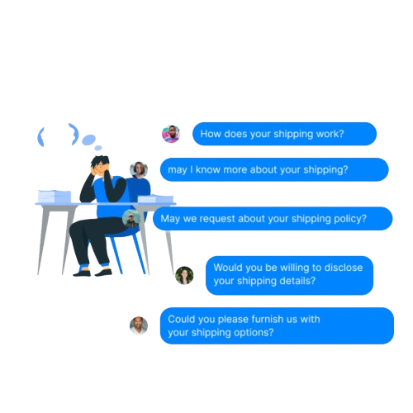 How does your shipping work?
may I know more about your shipping?
May we request about your shipping policy?
Would you be willing to disclose
your shipping details?
Could you please furnish us with
your shipping options?